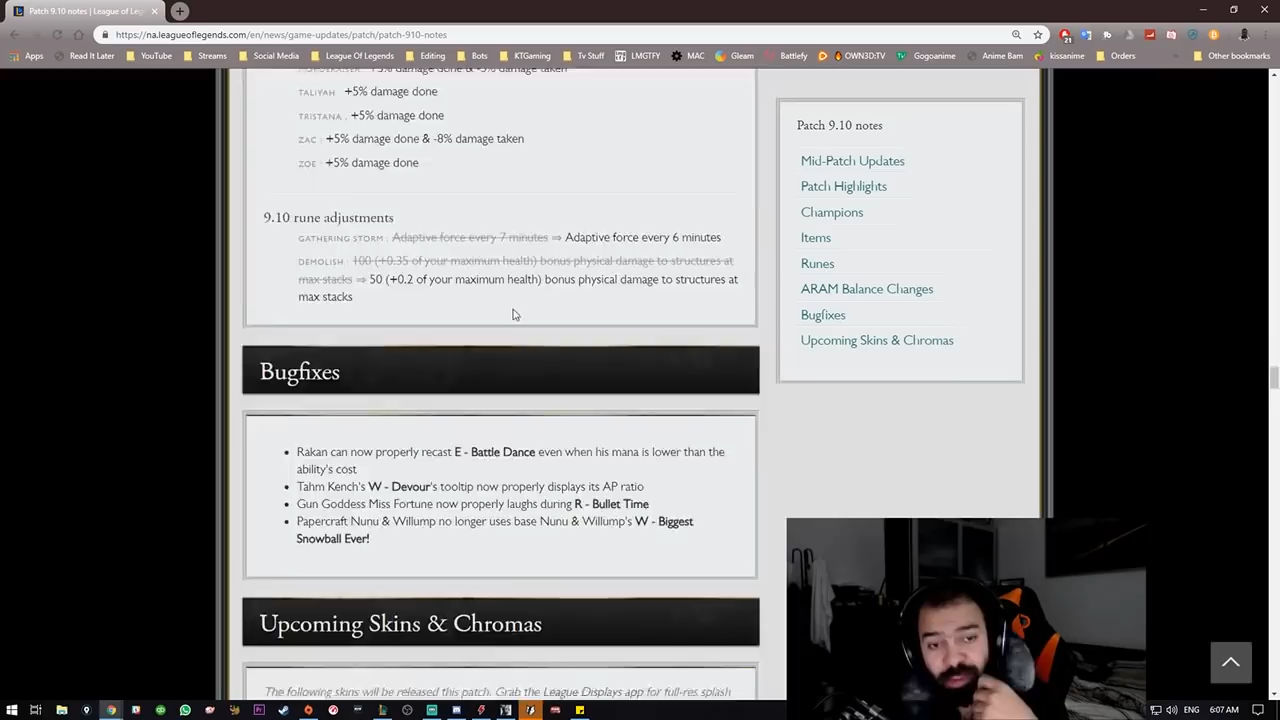 Patch 9.10 notes | League of Leg
https://na.leagueoflegends.com/en/news/game-updates/patch/patch-910-notes
Apps Read It Later YouTube Streams Social Media League Of Legends Editing Bots KTGaming Tv Stuff LMGTFY MAC Gleam Battlefy OWN3D:TV Gogoanime Anime Bam kissanime Orders Other bookmarks
TALIYAH +5% damage done
TRISTANA . +5% damage done
ZAC : +5% damage done & -8% damage taken
ZOE : +5% damage done
9.10 rune adjustments
GATHERING STORM : Adaptive force every 7 minutes ⇒ Adaptive force every 6 minutes
DEMOLISH : 100 (+0.35 of your maximum health) bonus physical damage to structures at
max stacks ⇒ 50 (+0.2 of your maximum health) bonus physical damage to structures at
max stacks
Bugfixes
• Rakan can now properly recast E - Battle Dance even when his mana is lower than the
ability's cost
• Tahm Kench's W - Devour's tooltip now properly displays its AP ratio
• Gun Goddess Miss Fortune now properly laughs during R - Bullet Time
• Papercraft Nunu & Willump no longer uses base Nunu & Willump's W - Biggest
Snowball Ever!
Upcoming Skins & Chromas
The following skins will be released this patch. Grab the League Displays app for full-res splash
Patch 9.10 notes
Mid-Patch Updates
Patch Highlights
Champions
Items
Runes
ARAM Balance Changes
Bugfixes
Upcoming Skins & Chromas
ENG 6:07 AM